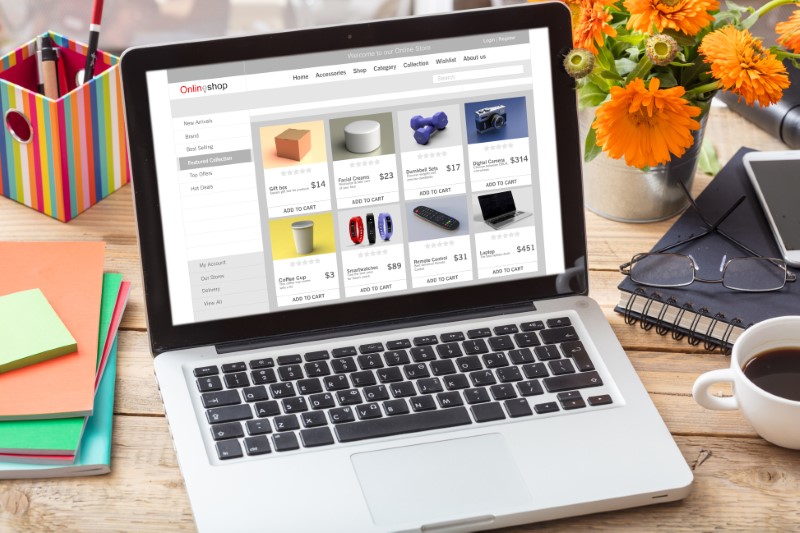 Welcome to our Online Store
Login / Register
Onlineshop
Home Accessories Shop Category Collection Wishlist About us
Search
New Arrivals
Brand
Best Selling
Featured Collection
Top Offers
Hot Deals
My Account
Our Stores
Delivery
View All
Gift box
$14
ADD TO CART
Facial Creams
$23
ADD TO CART
Dumbbell Sets
$17
ADD TO CART
Digital Camera
$314
ADD TO CART
Coffee Cup
$3
ADD TO CART
Smartwatches
$89
ADD TO CART
Remote Control
$31
ADD TO CART
Laptop
$451
ADD TO CART